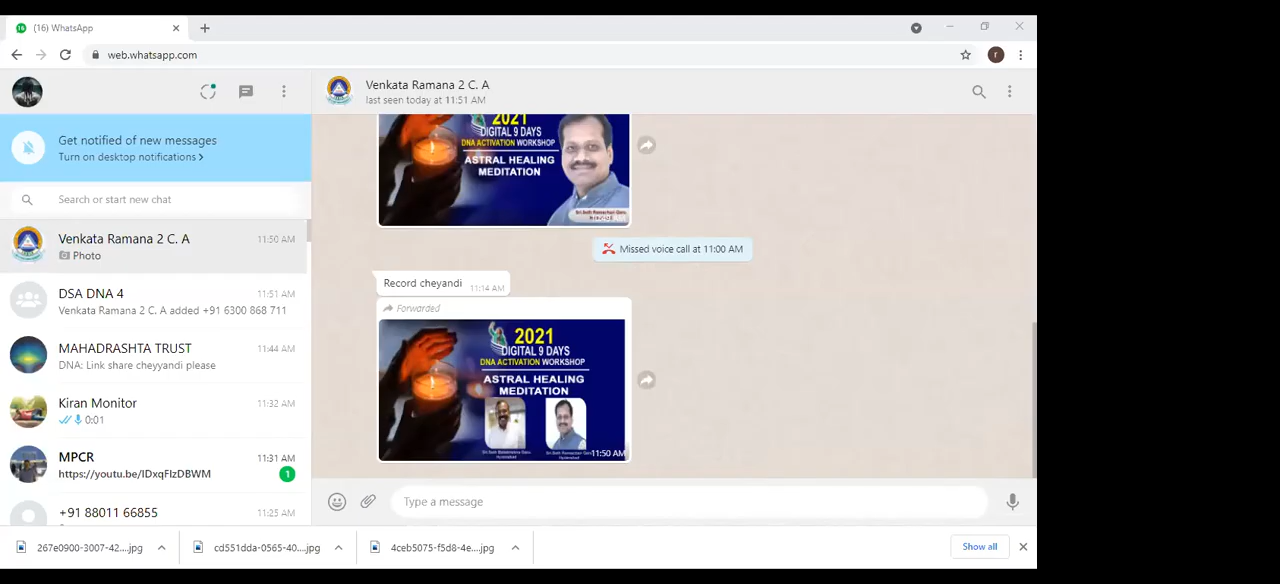 (16) WhatsApp
web.whatsapp.com
r
Get notified of new messages
Turn on desktop notifications >
Search or start new chat
Venkata Ramana 2 C. A
11:50 AM
Photo
DSA DNA 4
11:51 AM
Venkata Ramana 2 C. A added +91 6300 868 711
MAHADRASHTA TRUST
11:44 AM
DNA: Link share cheyyandi please
Kiran Monitor
11:32 AM
0:01
MPCR
11:31 AM
https://youtu.be/IDxqFIzDBWM
1
+91 88011 66855
11:25 AM
Venkata Ramana 2 C. A
last seen today at 11:51 AM
2021
DIGITAL 9 DAYS
DNA ACTIVATION WORKSHOP
ASTRAL HEALING
MEDITATION
Missed voice call at 11:00 AM
Record cheyandi
11:14 AM
Forwarded
2021
DIGITAL 9 DAYS
DNA ACTIVATION WORKSHOP
ASTRAL HEALING
MEDITATION
11:50 AM
Type a message
267e0900-3007-42....jpg
cd551dda-0565-40....jpg
4ceb5075-f5d8-4e....jpg
Show all